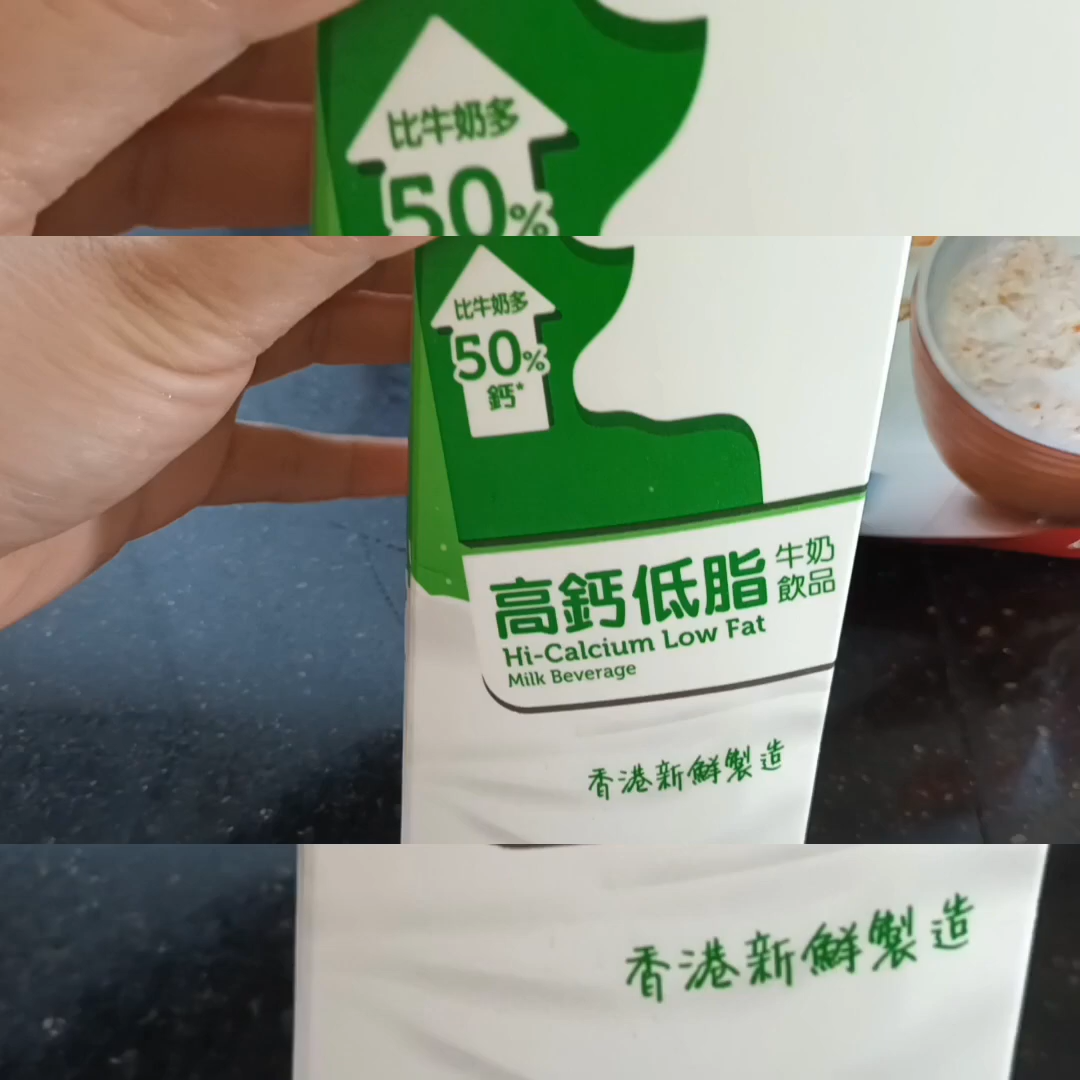 比牛奶多
50%
比牛奶多
50%
鈣*
高鈣低脂 牛奶
飲品
Hi-Calcium Low Fat
Milk Beverage
香港新鮮製造
香港新鮮製造